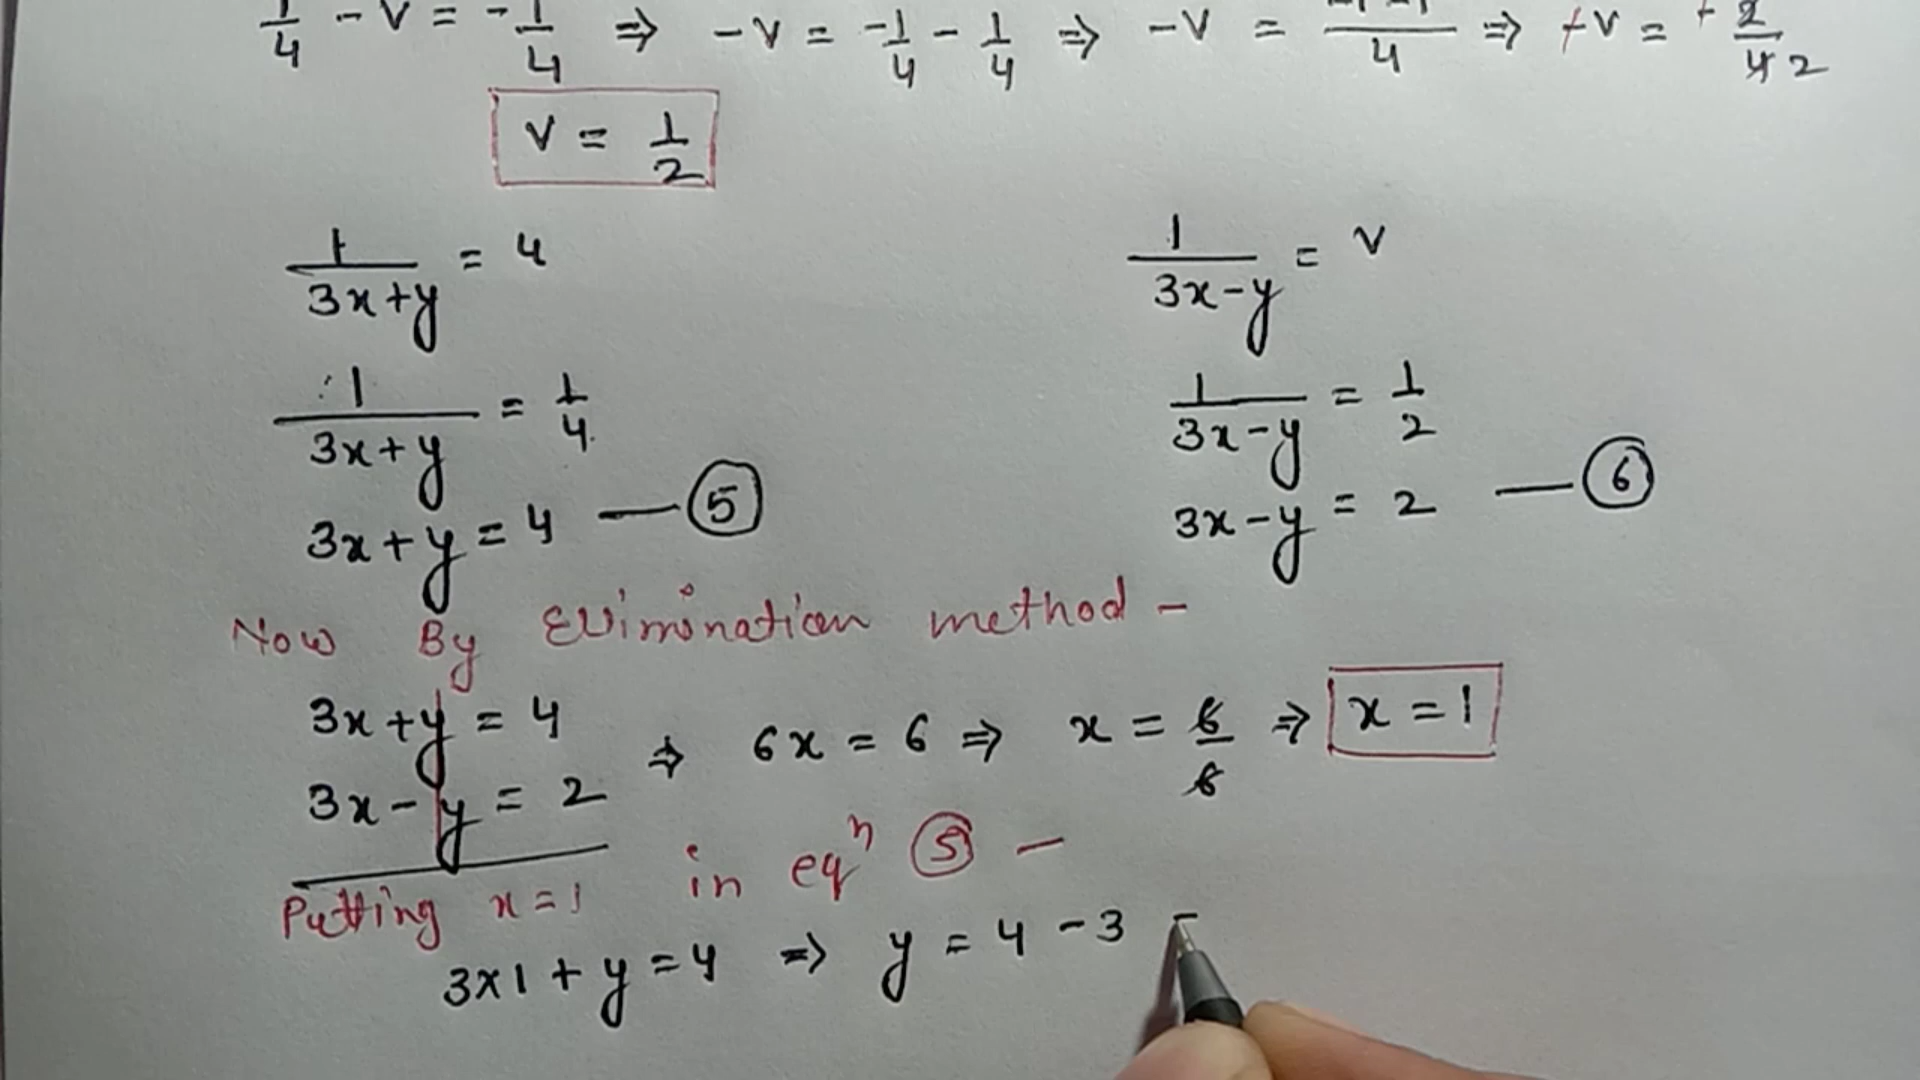 1/4 - v = -1/4 ⇒ -v = -1/4 - 1/4 ⇒ -v = -1-1/4 ⇒ +v = +2/4 2
v = 1/2
1/3x+y = 4
1/3x-y = v
1/3x+y = 1/4
1/3x-y = 1/2
3x+y = 4 — ⑤
3x-y = 2 — ⑥
Now By Elimination method -
3x+y = 4
3x-y = 2
⇒ 6x = 6 ⇒ x = 6/6 ⇒ x = 1
Putting x=1 in eqⁿ ⑤ —
3x1 + y = 4 ⇒ y = 4 - 3